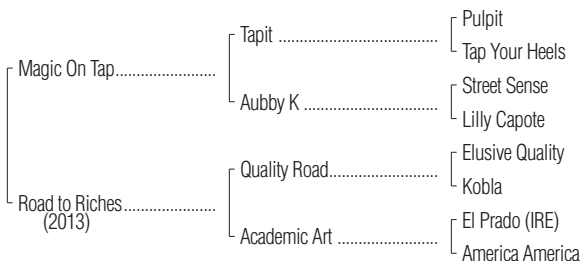 Pulpit
Tapit ........................................
Tap Your Heels
Magic On Tap........................
Street Sense
Aubby K .................................
Lilly Capote
Elusive Quality
Quality Road...........................
Kobla
Road to Riches......................
(2013)
El Prado (IRE)
Academic Art .........................
America America